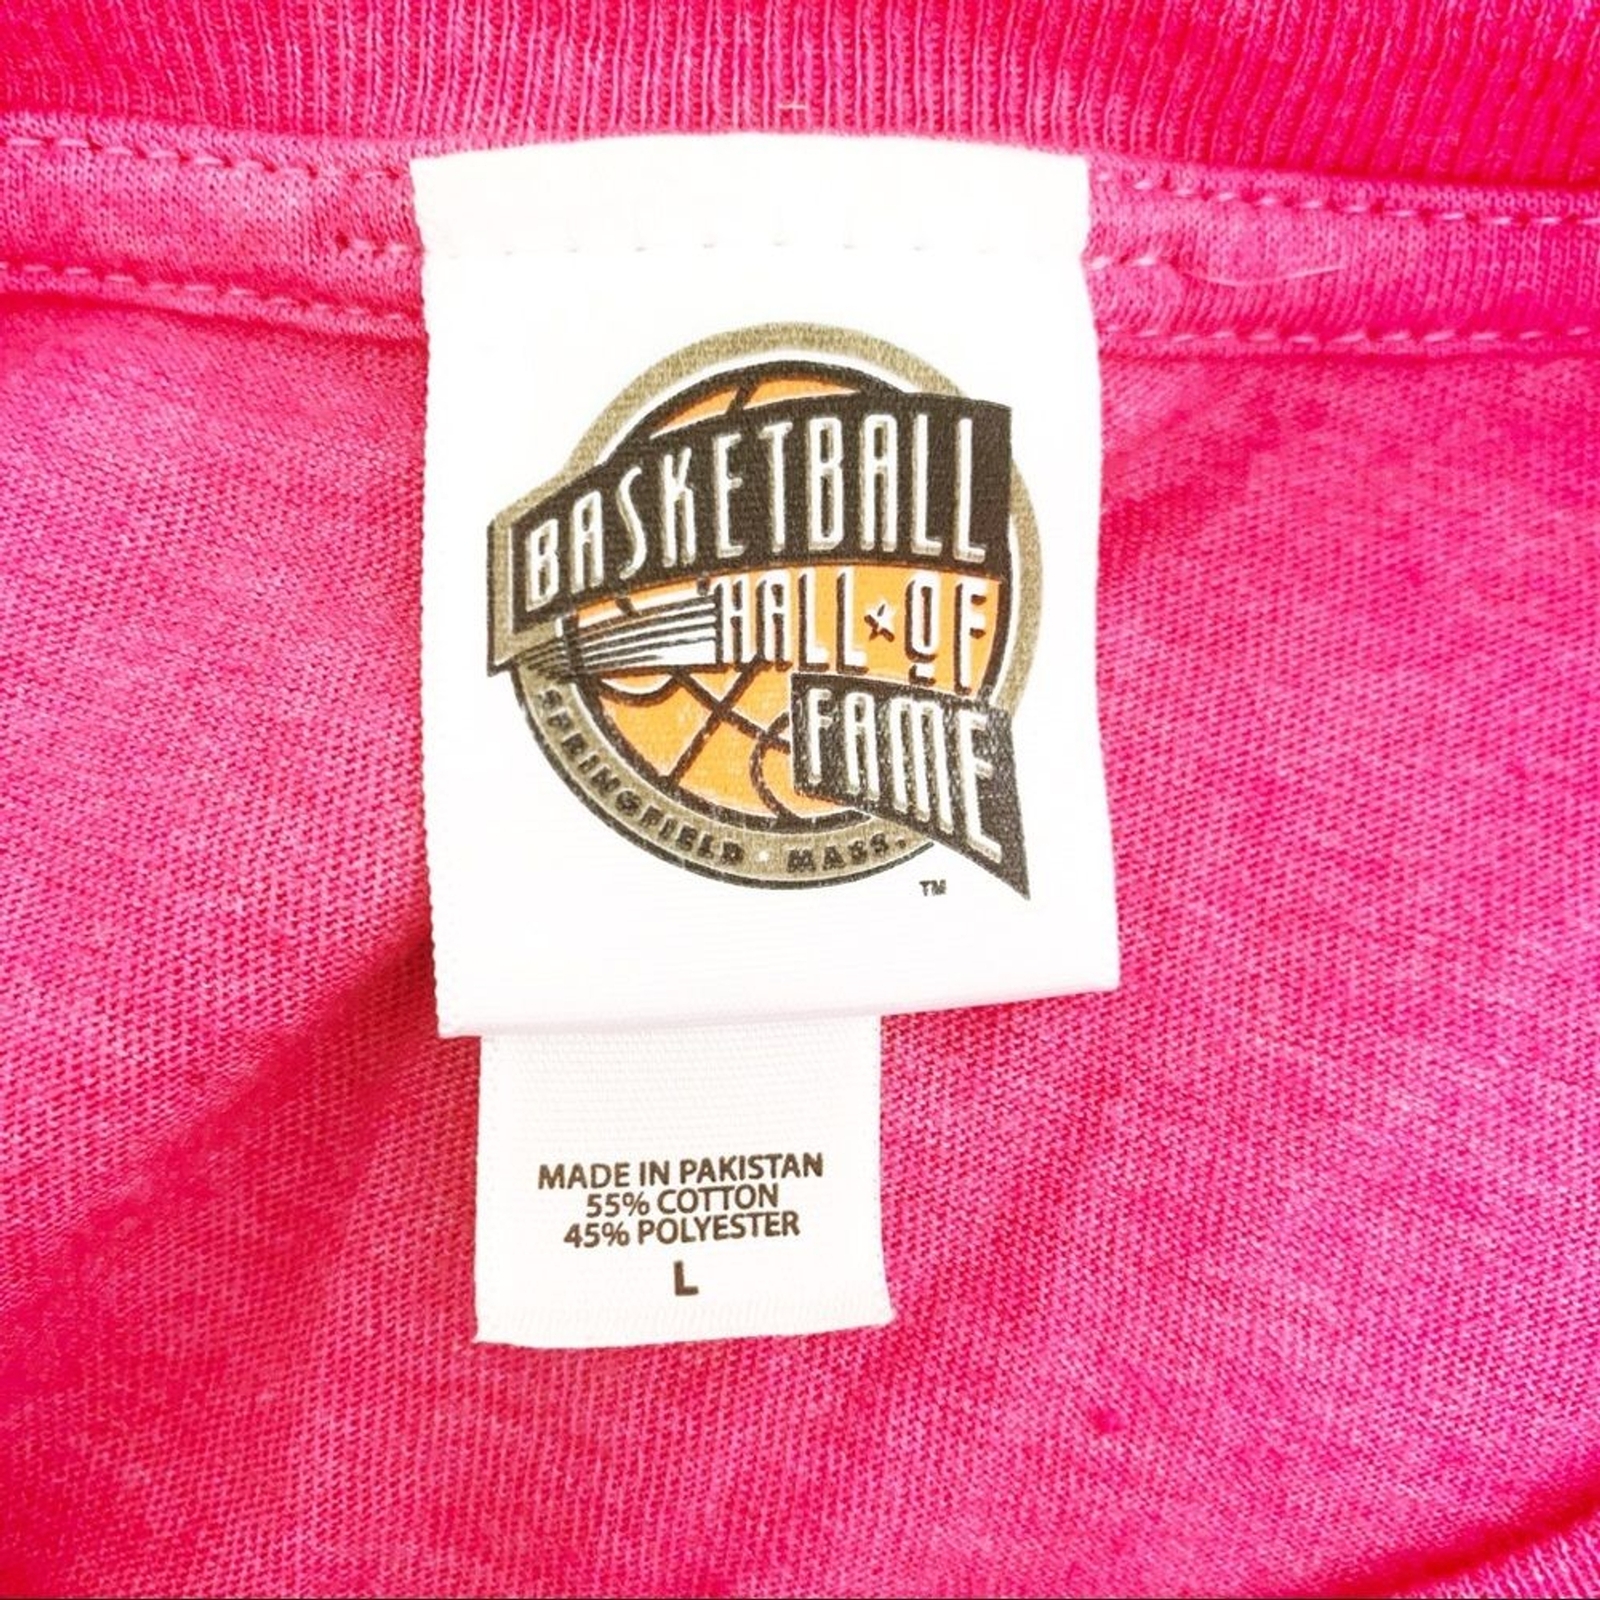 BASKETBALL
HALL★OF
FAME
SPRINGFIELD · MASS.
TM
MADE IN PAKISTAN
55% COTTON
45% POLYESTER
L